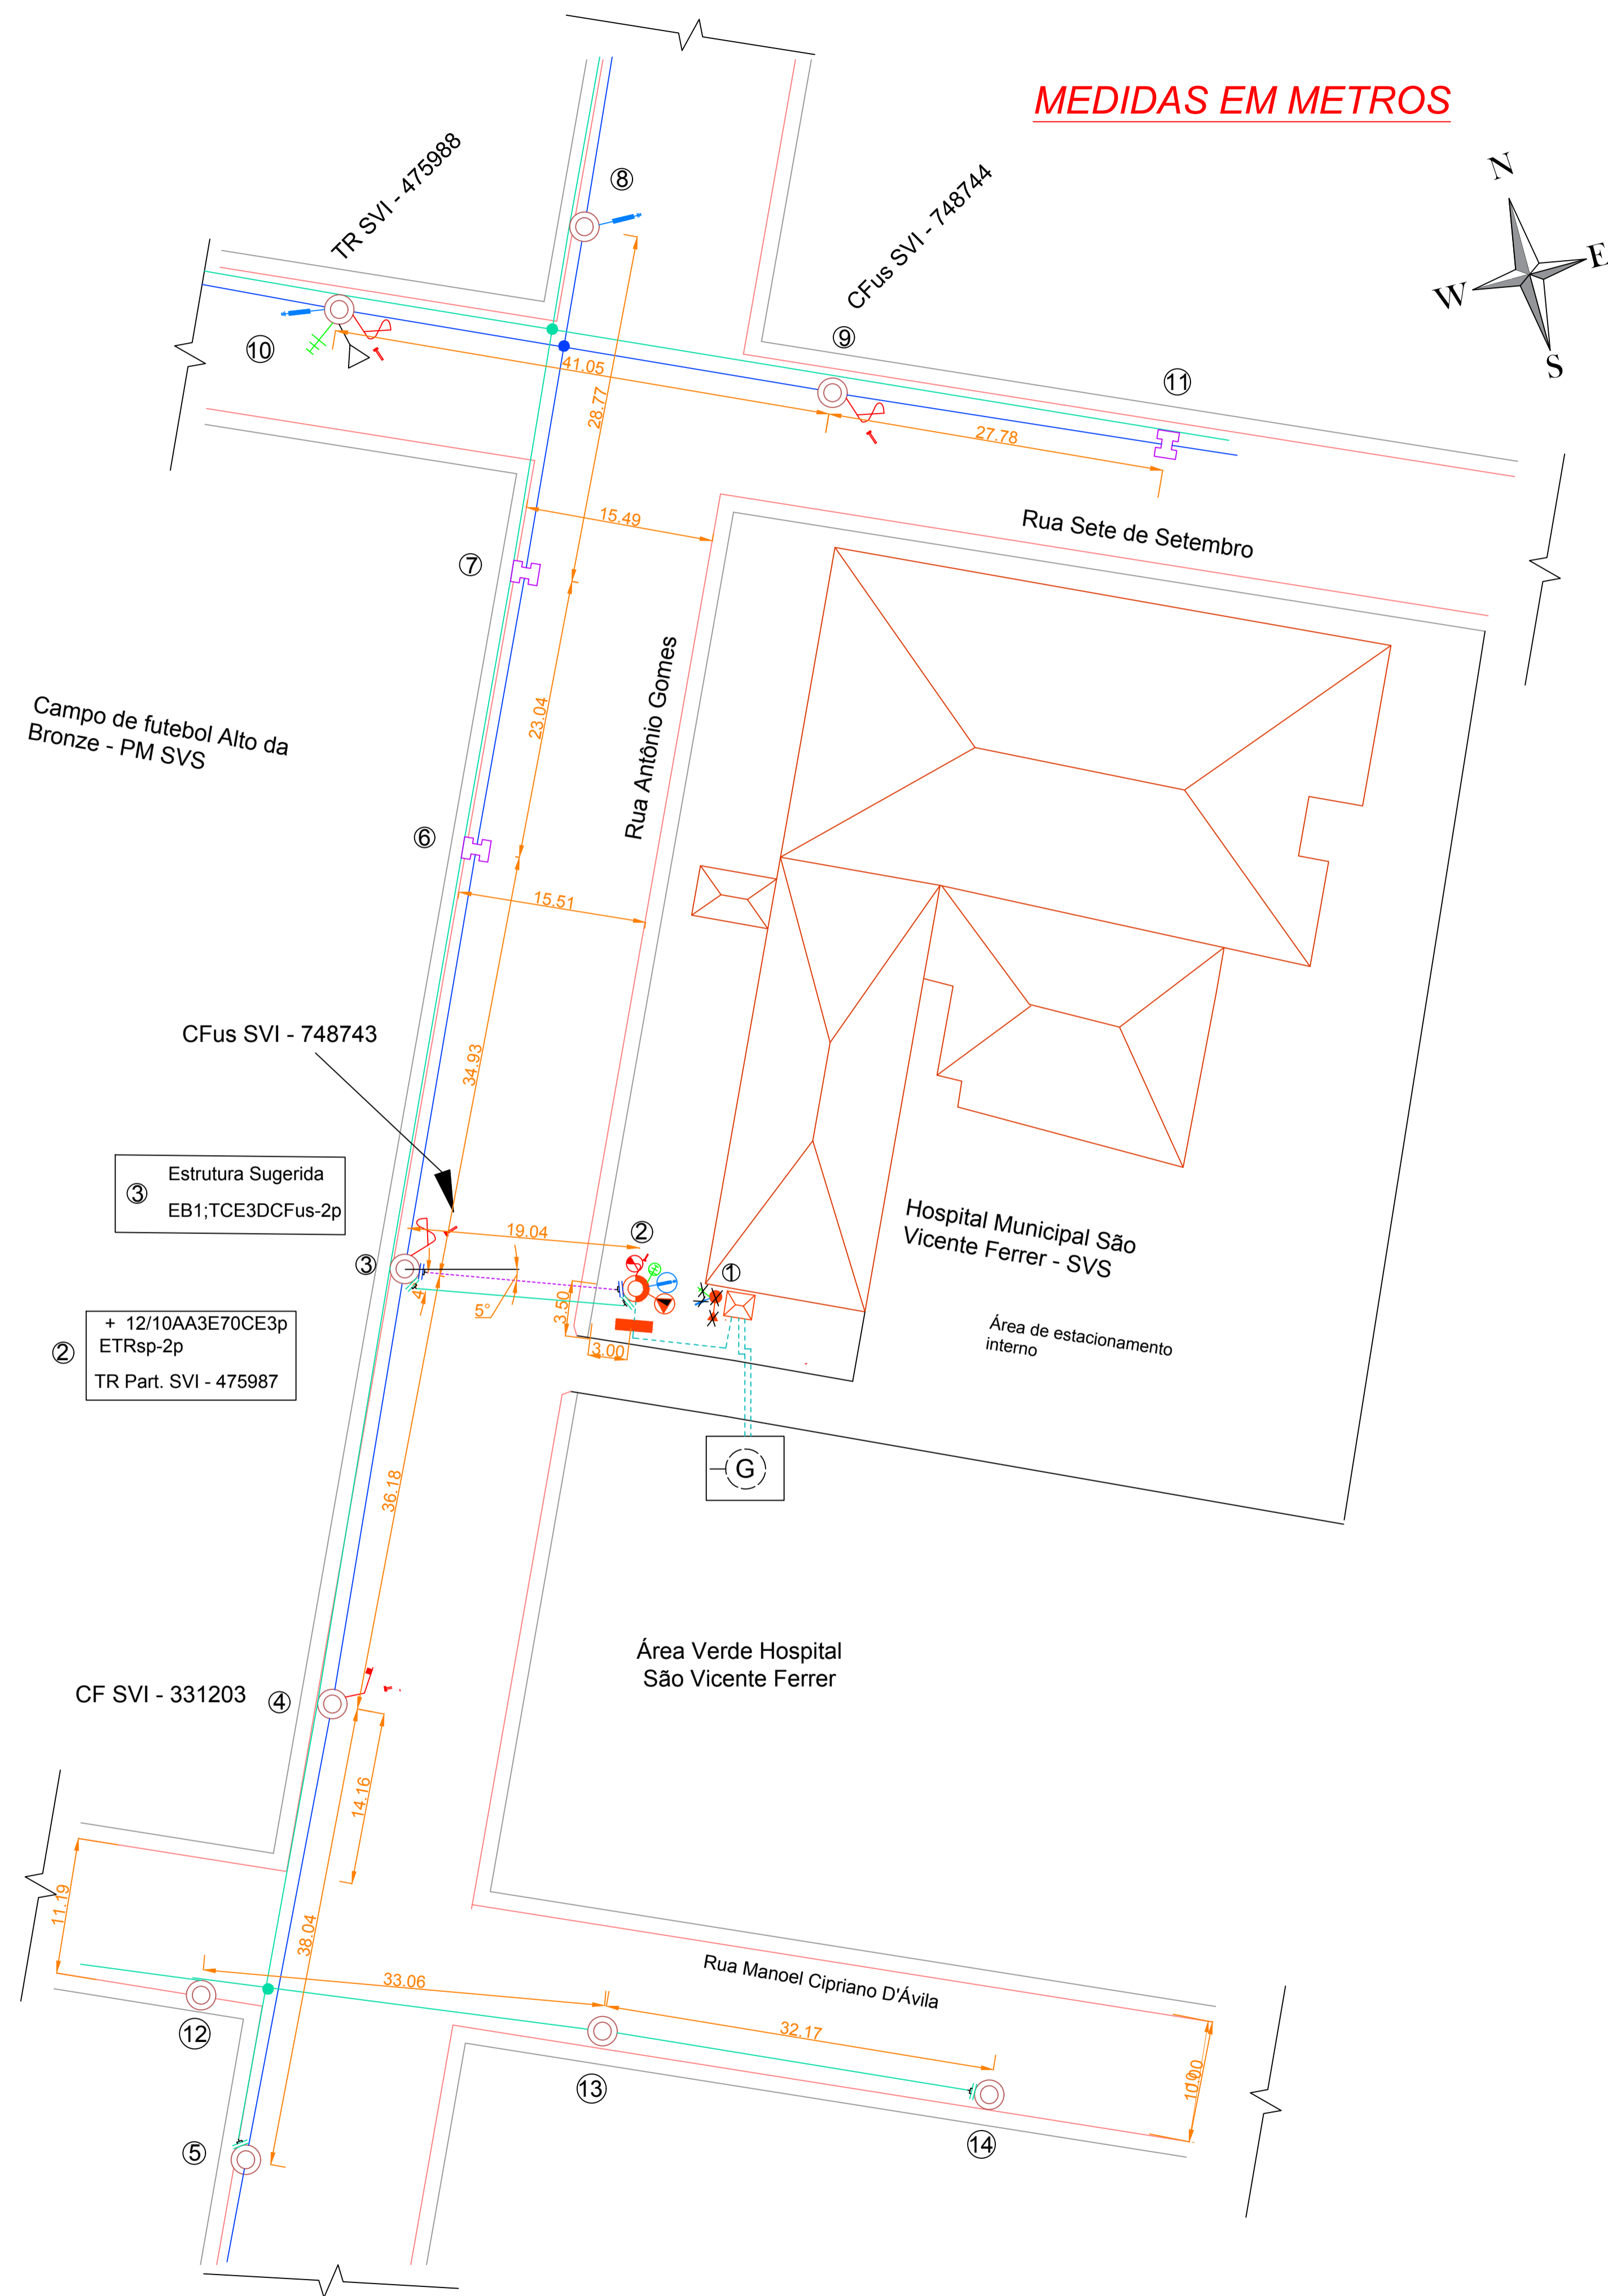 MEDIDAS EM METROS
N
E
W
S
TR SVI - 475988
8
CFus SVI - 748744
9
10
11
41.05
28.77
27.78
15.49
Rua Sete de Setembro
7
Rua Antônio Gomes
23.04
Campo de futebol Alto da
Bronze - PM SVS
6
15.51
CFus SVI - 748743
34.93
Estrutura Sugerida
3
EB1;TCE3DCFus-2p
19.04
2
1
3
4°
5°
3.50
3.00
Hospital Municipal São
Vicente Ferrer - SVS
Área de estacionamento
interno
+ 12/10AA3E70CE3p
2
ETRsp-2p
TR Part. SVI - 475987
G
36.18
Área Verde Hospital
São Vicente Ferrer
CF SVI - 331203
4
14.16
11.19
38.04
33.06
Rua Manoel Cipriano D'Ávila
32.17
12
13
10.00
5
14